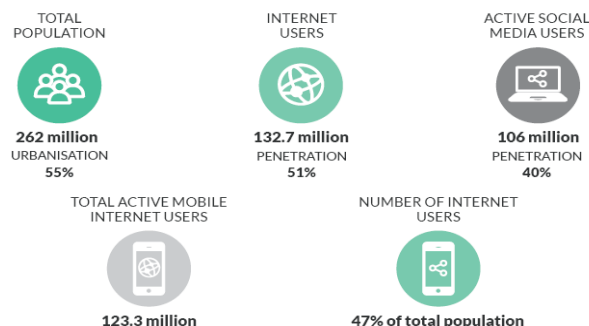 TOTAL
POPULATION
262 million
URBANISATION
55%
INTERNET
USERS
132.7 million
PENETRATION
51%
ACTIVE SOCIAL
MEDIA USERS
106 million
PENETRATION
40%
TOTAL ACTIVE MOBILE
INTERNET USERS
123.3 million
NUMBER OF INTERNET
USERS
47% of total population